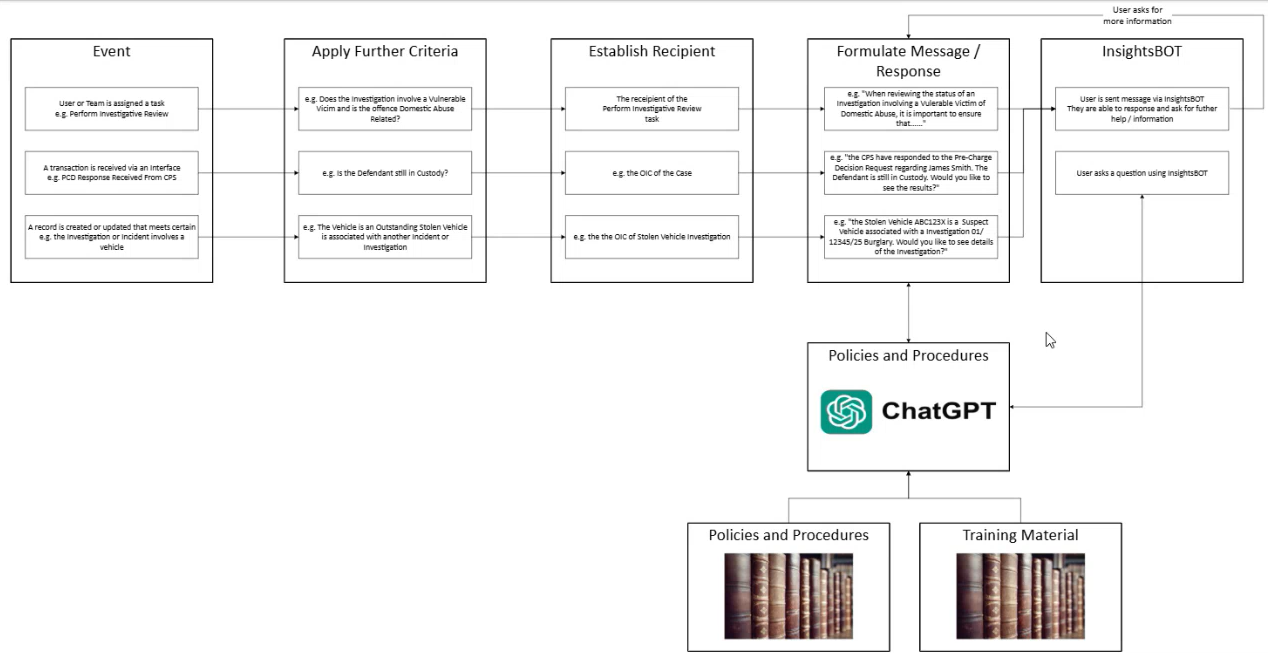 User asks for
more information
Event
User or Team is assigned a task
e.g. Perform Investigative Review
A transaction is received via an Interface
e.g. PCD Response Received From CPS
A record is created or updated that meets certain
e.g. the Investigation or Incident involves a
vehicle
Apply Further Criteria
e.g. Does the Investigation involve a Vulnerable
Vicim and is the offence Domestic Abuse
Related?
e.g. Is the Defendant still in Custody?
e.g. The Vehicle is an Outstanding Stolen Vehicle
is associated with another Incident or
Investigation
Establish Recipient
The receipient of the
Perform Investigative Review
task
e.g. the OIC of the Case
e.g. the the OIC of Stolen Vehicle Investigation
Formulate Message /
Response
e.g. "When reviewing the status of an
Investigation involving a Vulerable Victim of
Domestic Abuse, it is important to ensure
that......"
e.g. "the CPS have responded to the Pre-Charge
Decision Request regarding James Smith. The
Defendant is still in Custody. Would you like to
see the results?"
e.g. "the Stolen Vehicle ABC123X is a Suspect
Vehicle associated with a Investigation 01/
12345/25 Burglary. Would you like to see details
of the Investigation?"
InsightsBOT
User is sent message via InsightsBOT
They are able to response and ask for futher
help / information
User asks a question using InsightsBOT
Policies and Procedures
ChatGPT
Policies and Procedures
Training Material